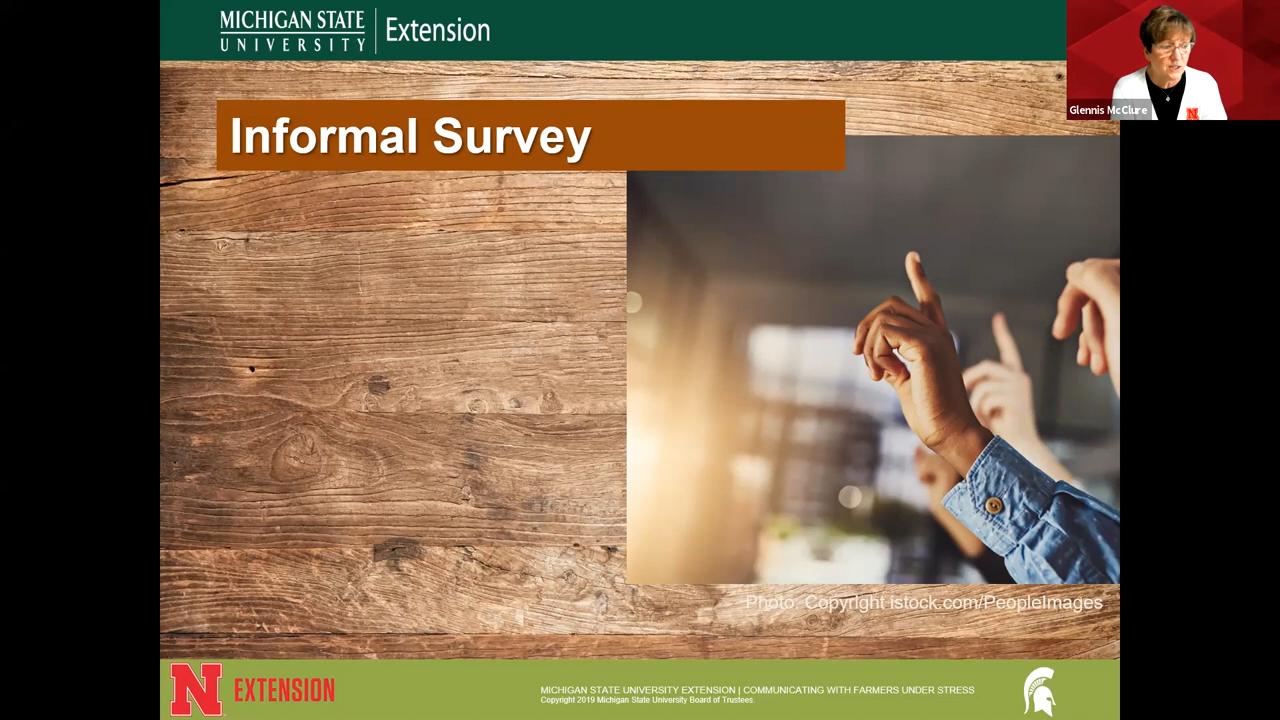 MICHIGAN STATE
UNIVERSITY
Extension
Glennis McClure
N
Informal Survey
Photo: Copyright istock.com/PeopleImages
N EXTENSION
MICHIGAN STATE UNIVERSITY EXTENSION | COMMUNICATING WITH FARMERS UNDER STRESS
Copyright 2019 Michigan State University Board of Trustees.